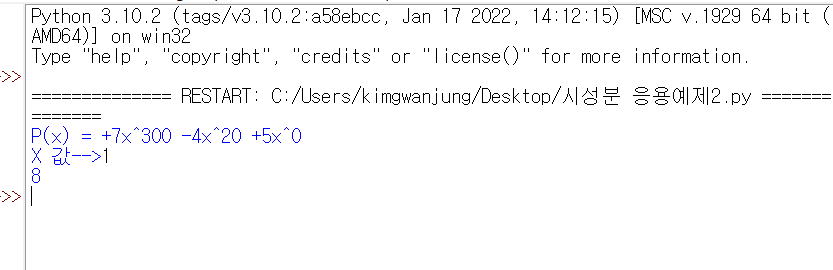 Python 3.10.2 (tags/v3.10.2:a58ebcc, Jan 17 2022, 14:12:15) [MSC v.1929 64 bit (
AMD64)] on win32
Type "help", "copyright", "credits" or "license()" for more information.
>>
============== RESTART: C:/Users/kimgwanjung/Desktop/시성분 응용예제2.py =======
=======
P(x) = +7x^300 -4x^20 +5x^0
X 값-->1
8
>>